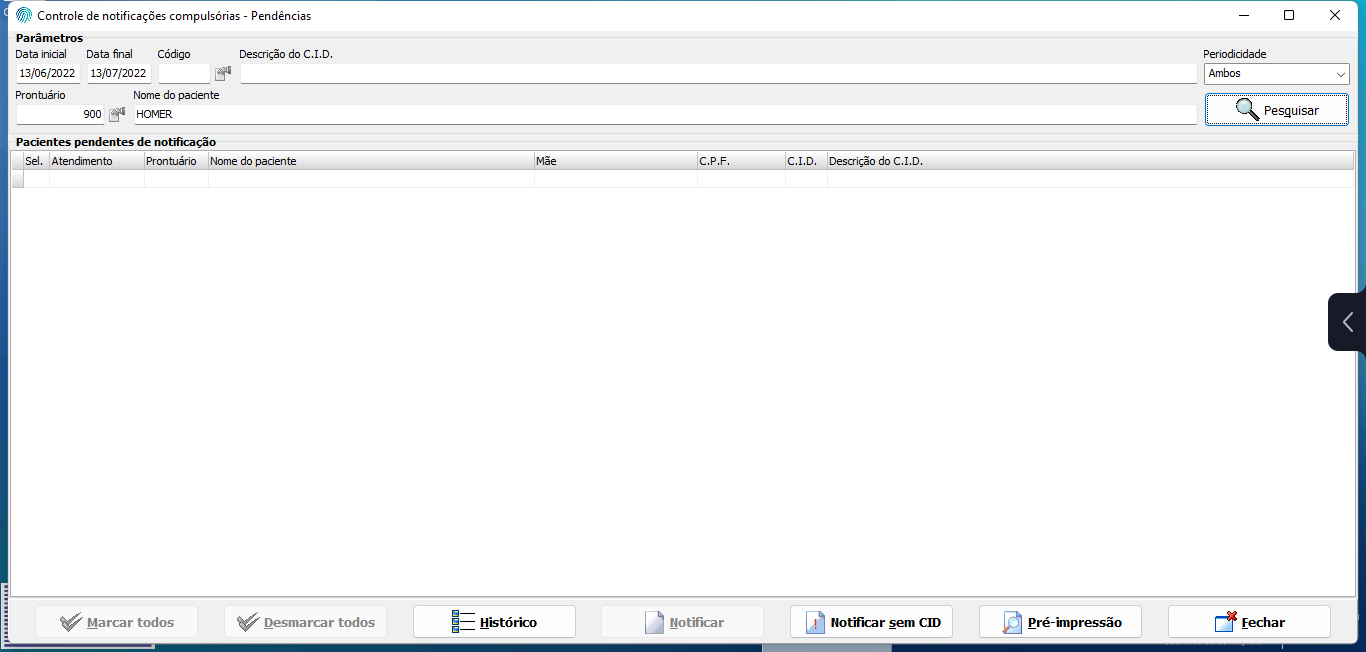 Controle de notificações compulsórias - Pendências
Parâmetros
Data inicial Data final Código Descrição do C.I.D. Periodicidade
13/06/2022 13/07/2022 Ambos
Prontuário Nome do paciente
900 HOMER Pesquisar
Pacientes pendentes de notificação
Sel. Atendimento Prontuário Nome do paciente Mãe C.P.F. C.I.D. Descrição do C.I.D.
Marcar todos Desmarcar todos Histórico Notificar Notificar sem CID Pré-impressão Fechar